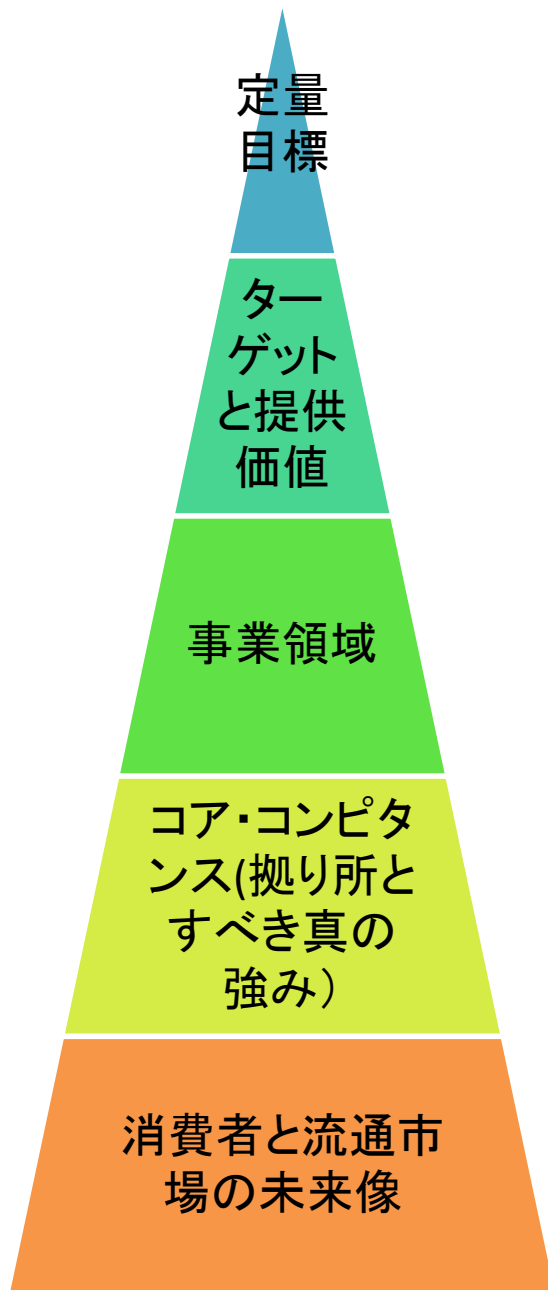 定量
目標
ター
ゲット
と提供
価値
事業領域
コア・コンピタ
ンス(拠り所と
すべき真の
強み）
消費者と流通市
場の未来像